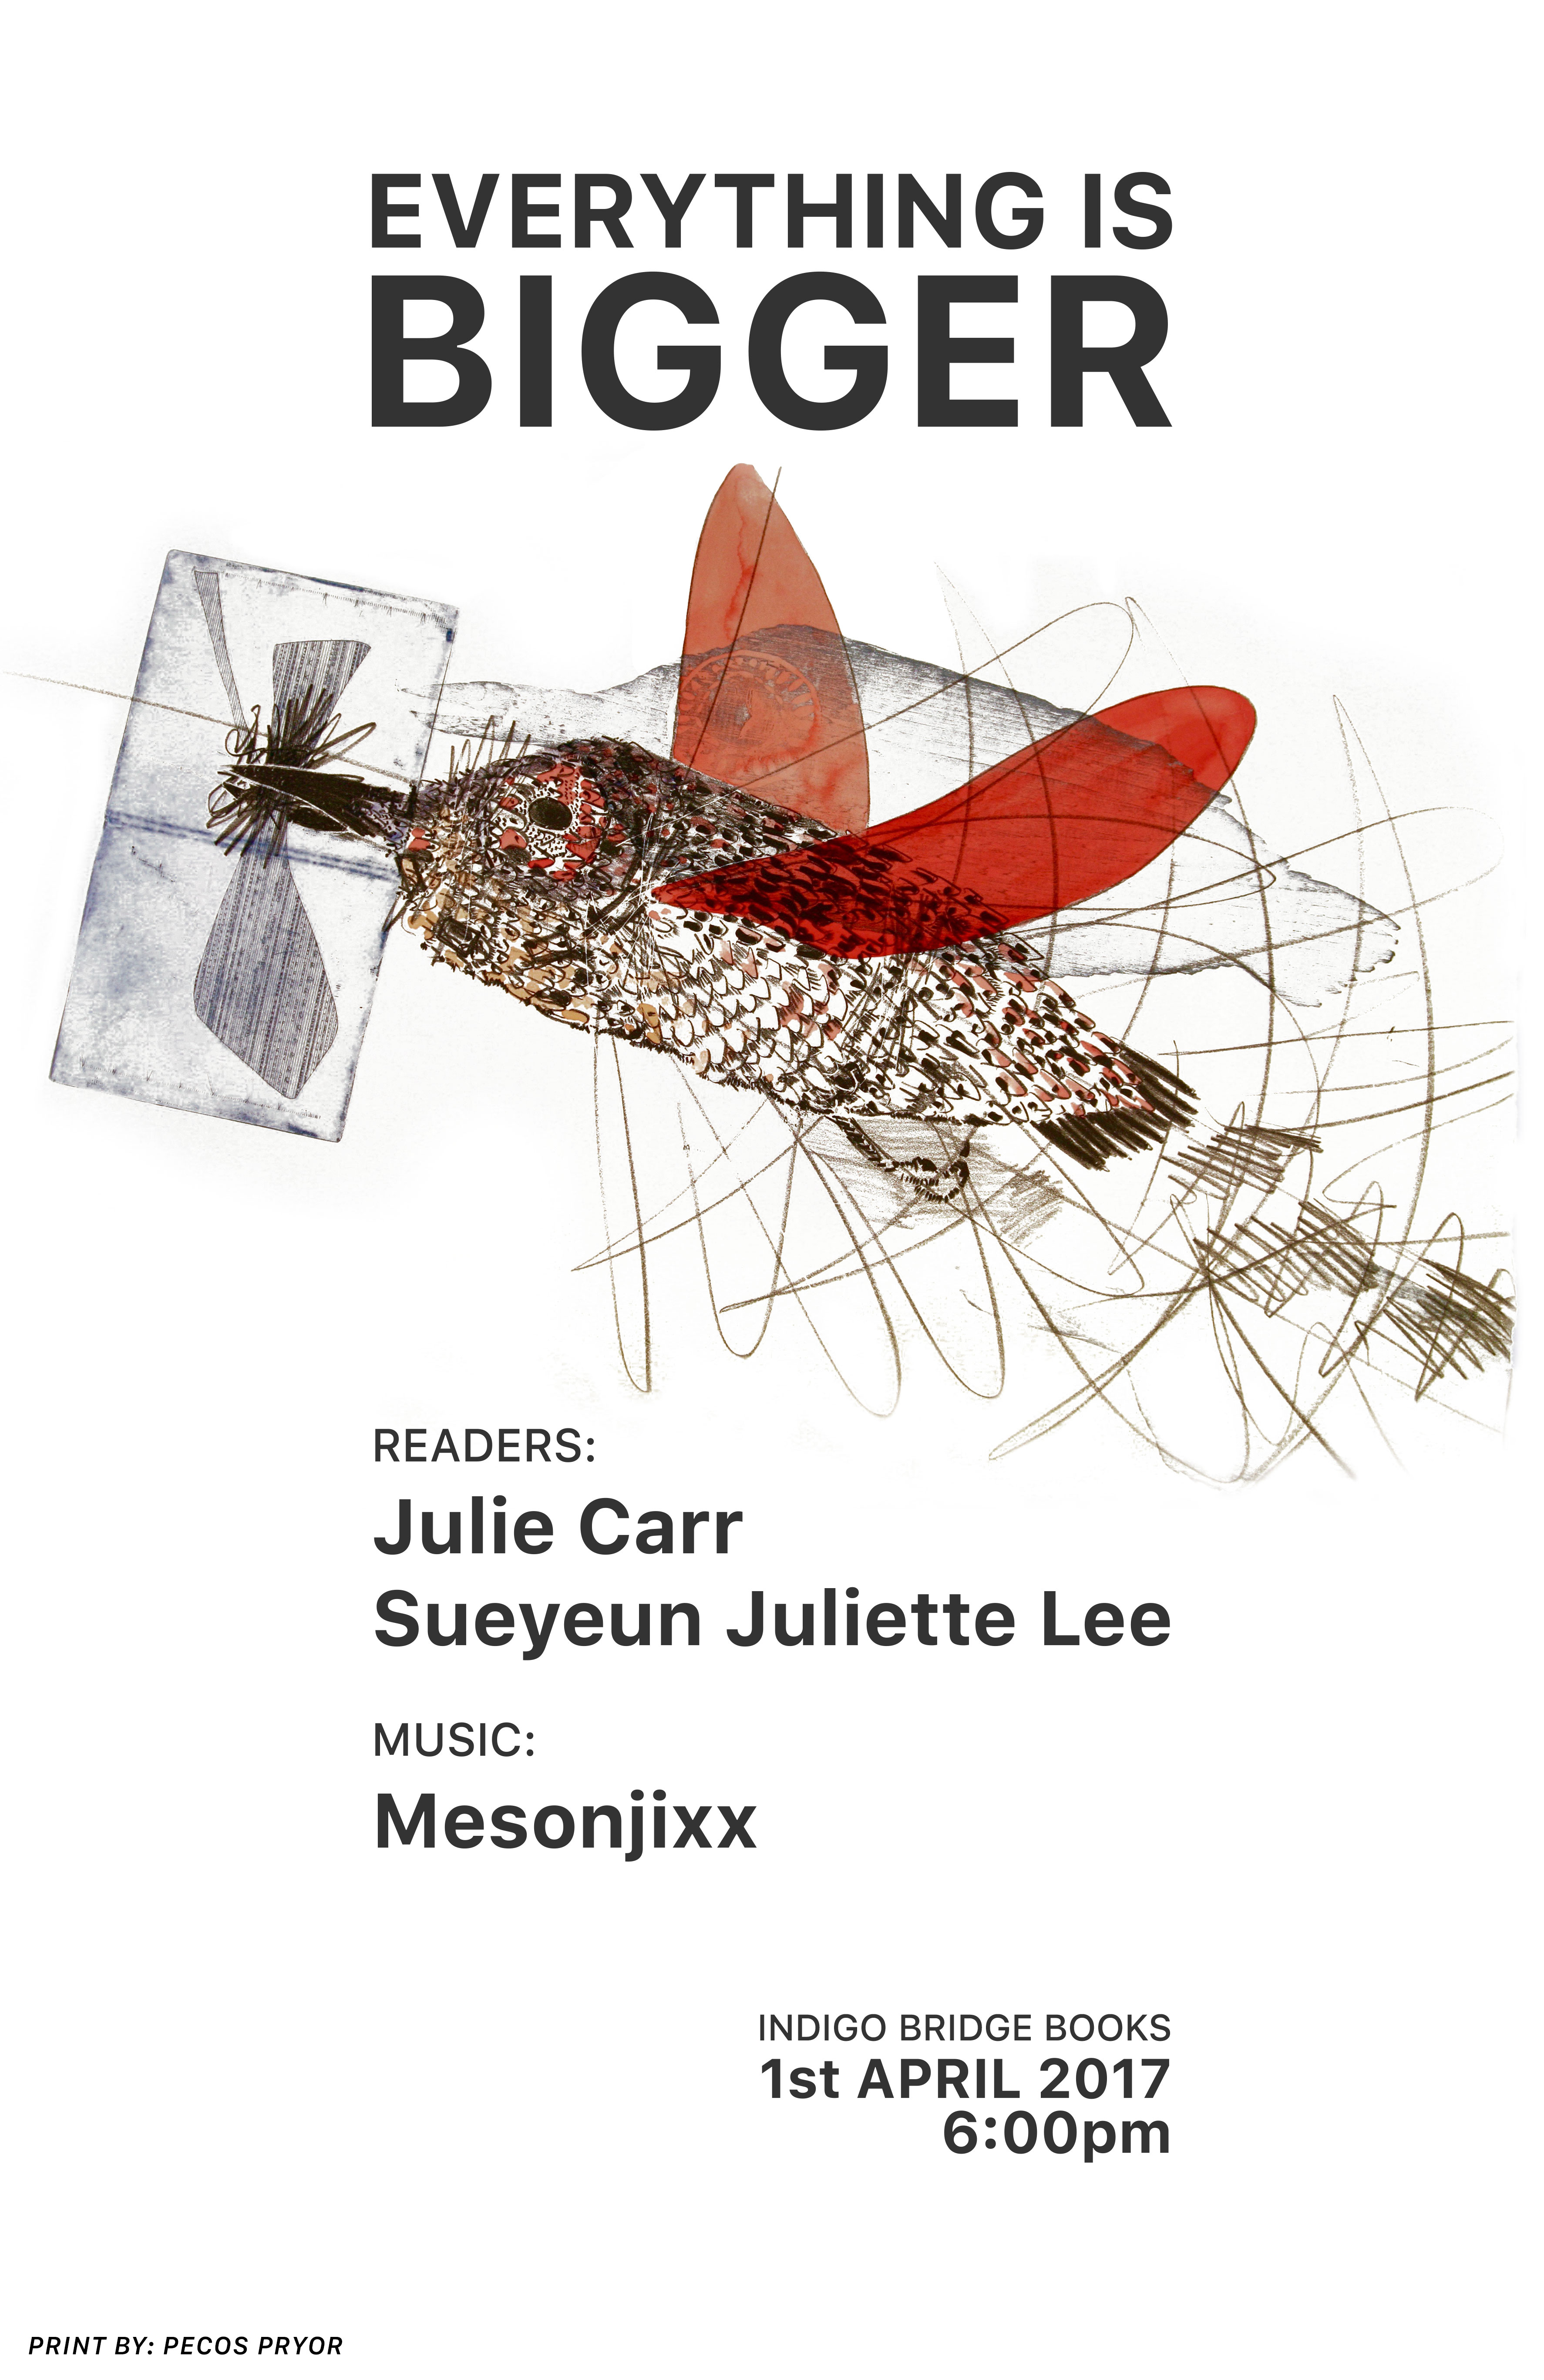 EVERYTHING IS
BIGGER
READERS:
Julie Carr
Sueyeun Juliette Lee
MUSIC:
Mesonjixx
INDIGO BRIDGE BOOKS
1st APRIL 2017
6:00pm
PRINT BY: PECOS PRYOR